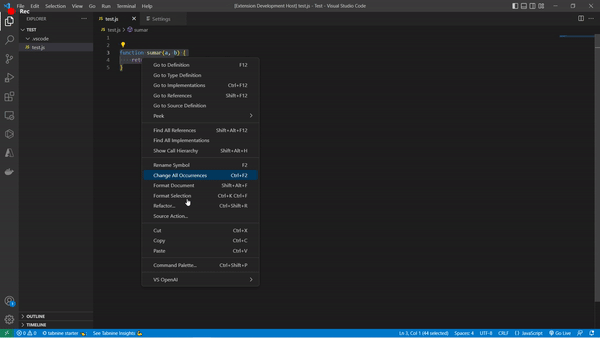 File Edit Selection View Go Run Terminal Help
[Extension Development Host] test.js - Test - Visual Studio Code
Rec
EXPLORER
TEST
.vscode
JS test.js
JS test.js
Settings
JS test.js > sumar
1
2
3 function sumar(a, b) {
4 ret
5 }
Go to Definition F12
Go to Type Definition
Go to Implementations Ctrl+F12
Go to References Shift+F12
Go to Source Definition
Peek
Find All References Shift+Alt+F12
Find All Implementations
Show Call Hierarchy Shift+Alt+H
Rename Symbol F2
Change All Occurrences Ctrl+F2
Format Document Shift+Alt+F
Format Selection Ctrl+K Ctrl+F
Refactor... Ctrl+Shift+R
Source Action...
Cut Ctrl+X
Copy Ctrl+C
Paste Ctrl+V
Command Palette... Ctrl+Shift+P
VS OpenAI
OUTLINE
TIMELINE
0 0 tabnine starter See Tabnine Insights Ln 3, Col 1 (44 selected) Spaces: 4 UTF-8 CRLF {} JavaScript Go Live